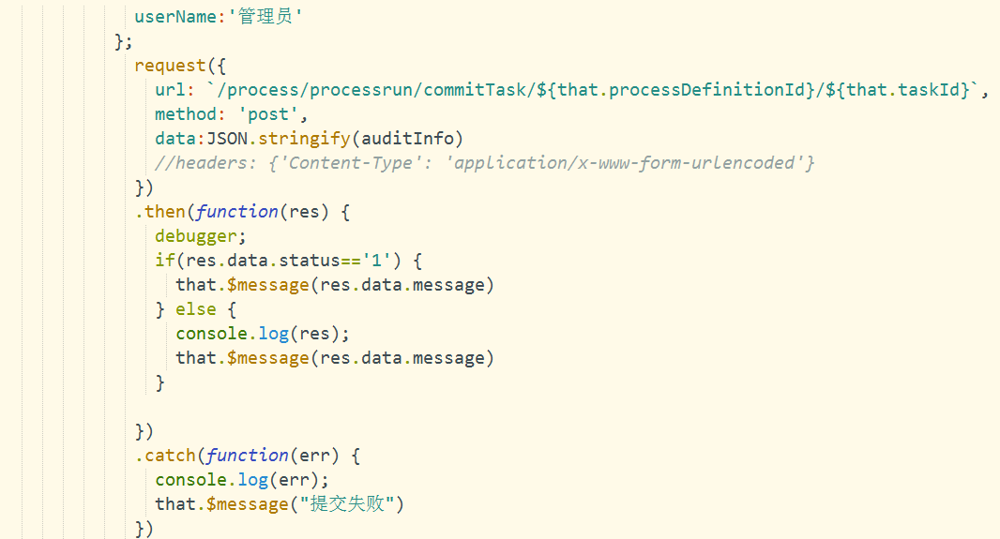 userName:'管理员'
};
request({
url: `/process/processrun/commitTask/${that.processDefinitionId}/${that.taskId}`,
method: 'post',
data:JSON.stringify(auditInfo)
//headers: {'Content-Type': 'application/x-www-form-urlencoded'}
})
.then(function(res) {
debugger;
if(res.data.status=='1') {
that.$message(res.data.message)
} else {
console.log(res);
that.$message(res.data.message)
}
})
.catch(function(err) {
console.log(err);
that.$message("提交失败")
})